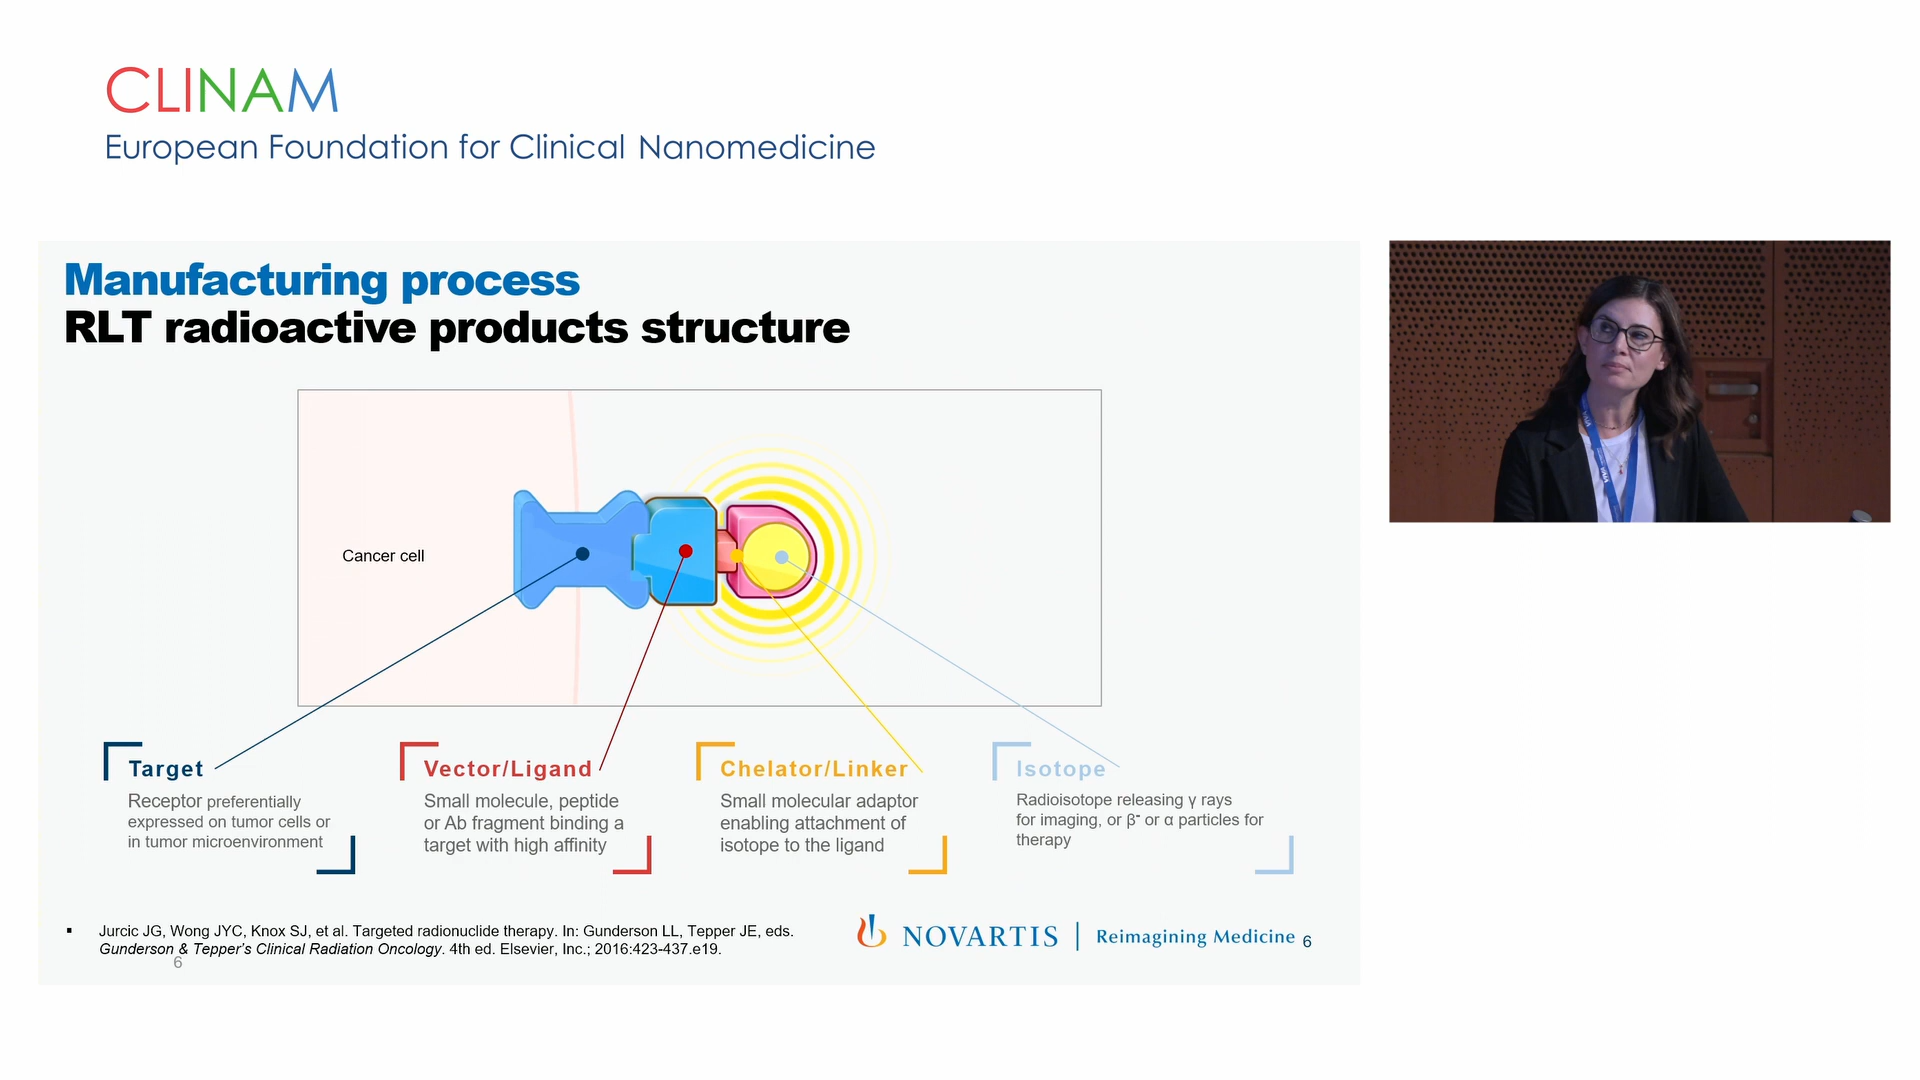 CLINAM
European Foundation for Clinical Nanomedicine
Manufacturing process
RLT radioactive products structure
Cancer cell
Target
Receptor preferentially
expressed on tumor cells or
in tumor microenvironment
Vector/Ligand
Small molecule, peptide
or Ab fragment binding a
target with high affinity
Chelator/Linker
Small molecular adaptor
enabling attachment of
isotope to the ligand
Isotope
Radioisotope releasing γ rays
for imaging, or β⁻ or α particles for
therapy
▪ Jurcic JG, Wong JYC, Knox SJ, et al. Targeted radionuclide therapy. In: Gunderson LL, Tepper JE, eds.
Gunderson & Tepper’s Clinical Radiation Oncology. 4th ed. Elsevier, Inc.; 2016:423-437.e19.
6
NOVARTIS | Reimagining Medicine 6